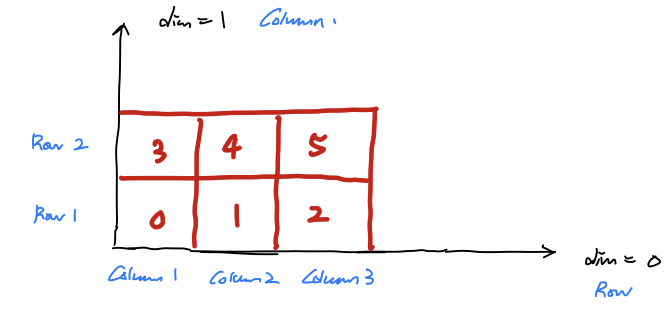 dim = 1 Column.
Row 2 3 4 5
Row 1 0 1 2
Column 1 Column 2 Column 3
dim = 0
Row